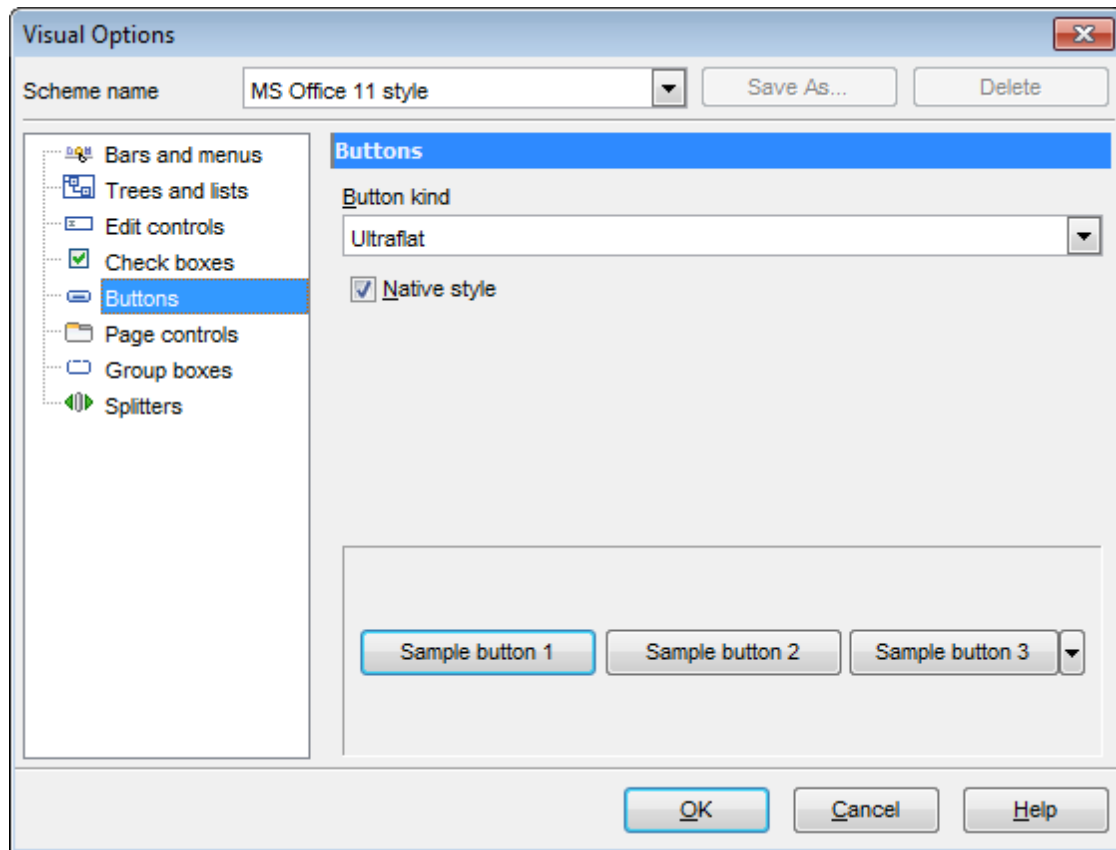 Visual Options
Scheme name MS Office 11 style Save As... Delete
Bars and menus
Trees and lists
Edit controls
Check boxes
Buttons
Page controls
Group boxes
Splitters
Buttons
Button kind
Ultraflat
Native style
Sample button 1 Sample button 2 Sample button 3
OK Cancel Help